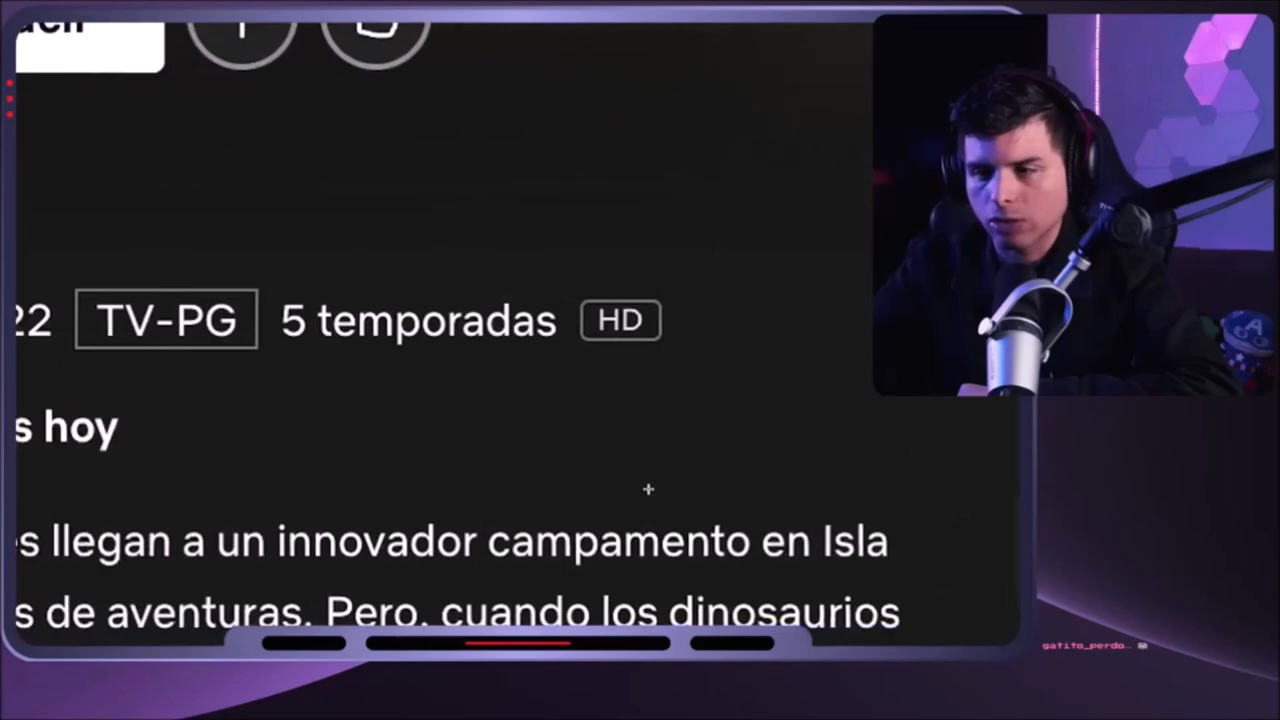 22 TV-PG 5 temporadas HD
s hoy
s llegan a un innovador campamento en Isla
s de aventuras. Pero, cuando los dinosaurios
gatito_perdo…